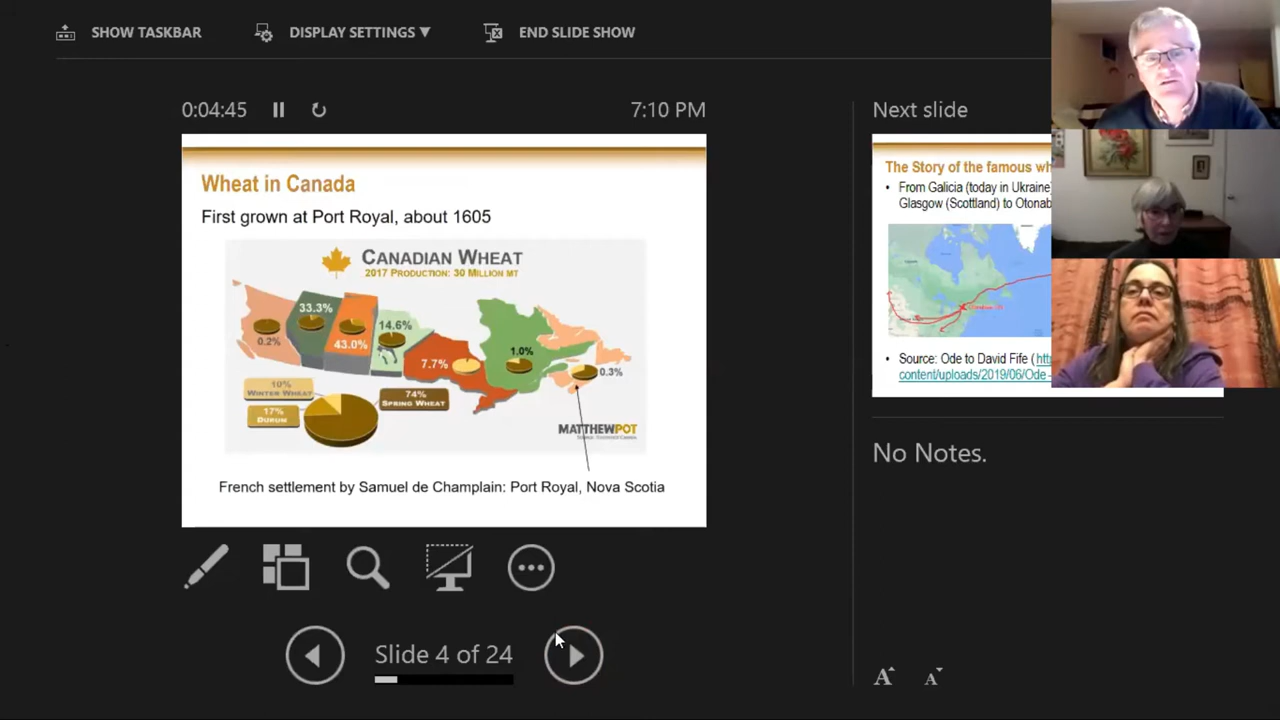 SHOW TASKBAR
DISPLAY SETTINGS ▼
END SLIDE SHOW
0:04:45
7:10 PM
Next slide
Wheat in Canada
First grown at Port Royal, about 1605
CANADIAN WHEAT
2017 PRODUCTION: 30 MILLION MT
33.3%
14.6%
0.2%
43.0%
7.7%
1.0%
0.3%
10%
WINTER WHEAT
74%
SPRING WHEAT
17%
DURUM
MATTHEWPOT
French settlement by Samuel de Champlain: Port Royal, Nova Scotia
The Story of the famous wh
• From Galicia (today in Ukraine)
Glasgow (Scottland) to Otonab
• Source: Ode to David Fife (
content/uploads/2019/06/Ode
No Notes.
Slide 4 of 24
A A